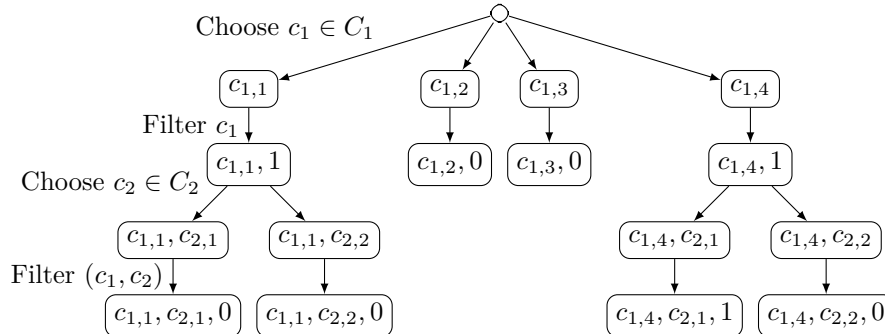 Choose c_1 ∈ C_1
c_{1,1} c_{1,2} c_{1,3} c_{1,4}
Filter c_1
c_{1,1}, 1 c_{1,2}, 0 c_{1,3}, 0 c_{1,4}, 1
Choose c_2 ∈ C_2
c_{1,1}, c_{2,1} c_{1,1}, c_{2,2} c_{1,4}, c_{2,1} c_{1,4}, c_{2,2}
Filter (c_1, c_2)
c_{1,1}, c_{2,1}, 0 c_{1,1}, c_{2,2}, 0 c_{1,4}, c_{2,1}, 1 c_{1,4}, c_{2,2}, 0